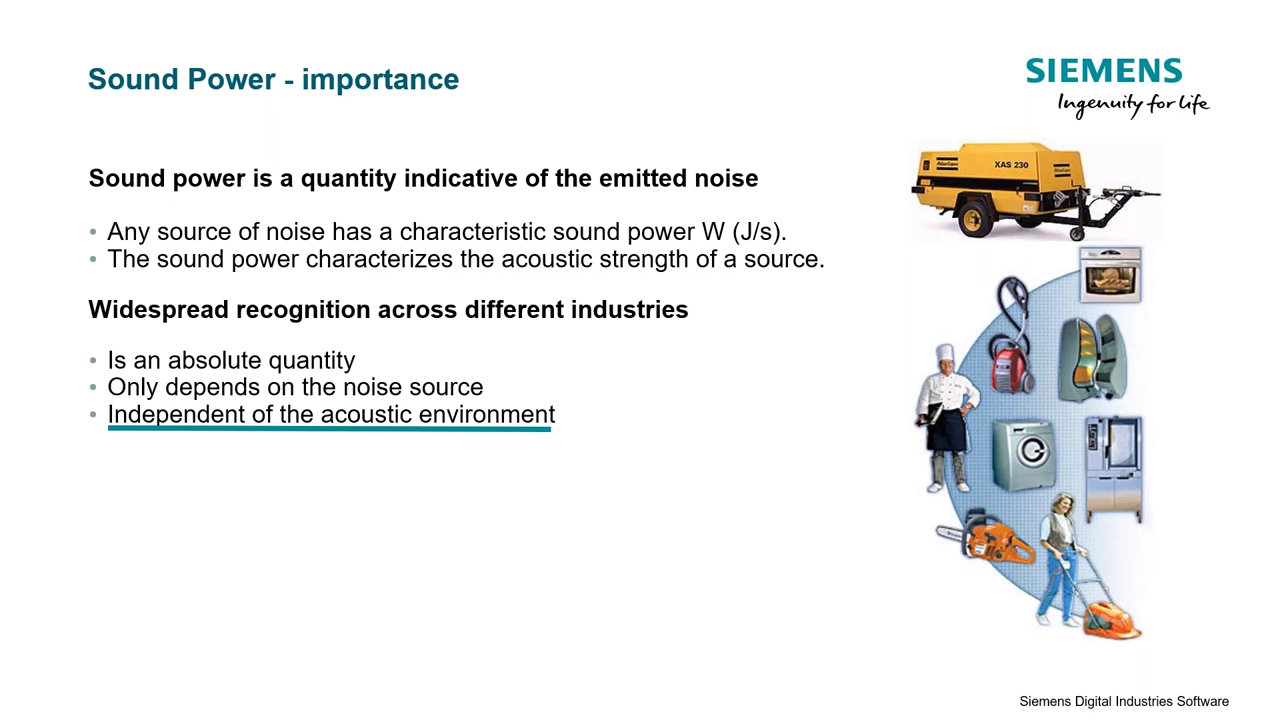 Sound Power - importance
SIEMENS
Ingenuity for life
Sound power is a quantity indicative of the emitted noise
XAS 230
• Any source of noise has a characteristic sound power W (J/s).
• The sound power characterizes the acoustic strength of a source.
Widespread recognition across different industries
• Is an absolute quantity
• Only depends on the noise source
• Independent of the acoustic environment
Siemens Digital Industries Software